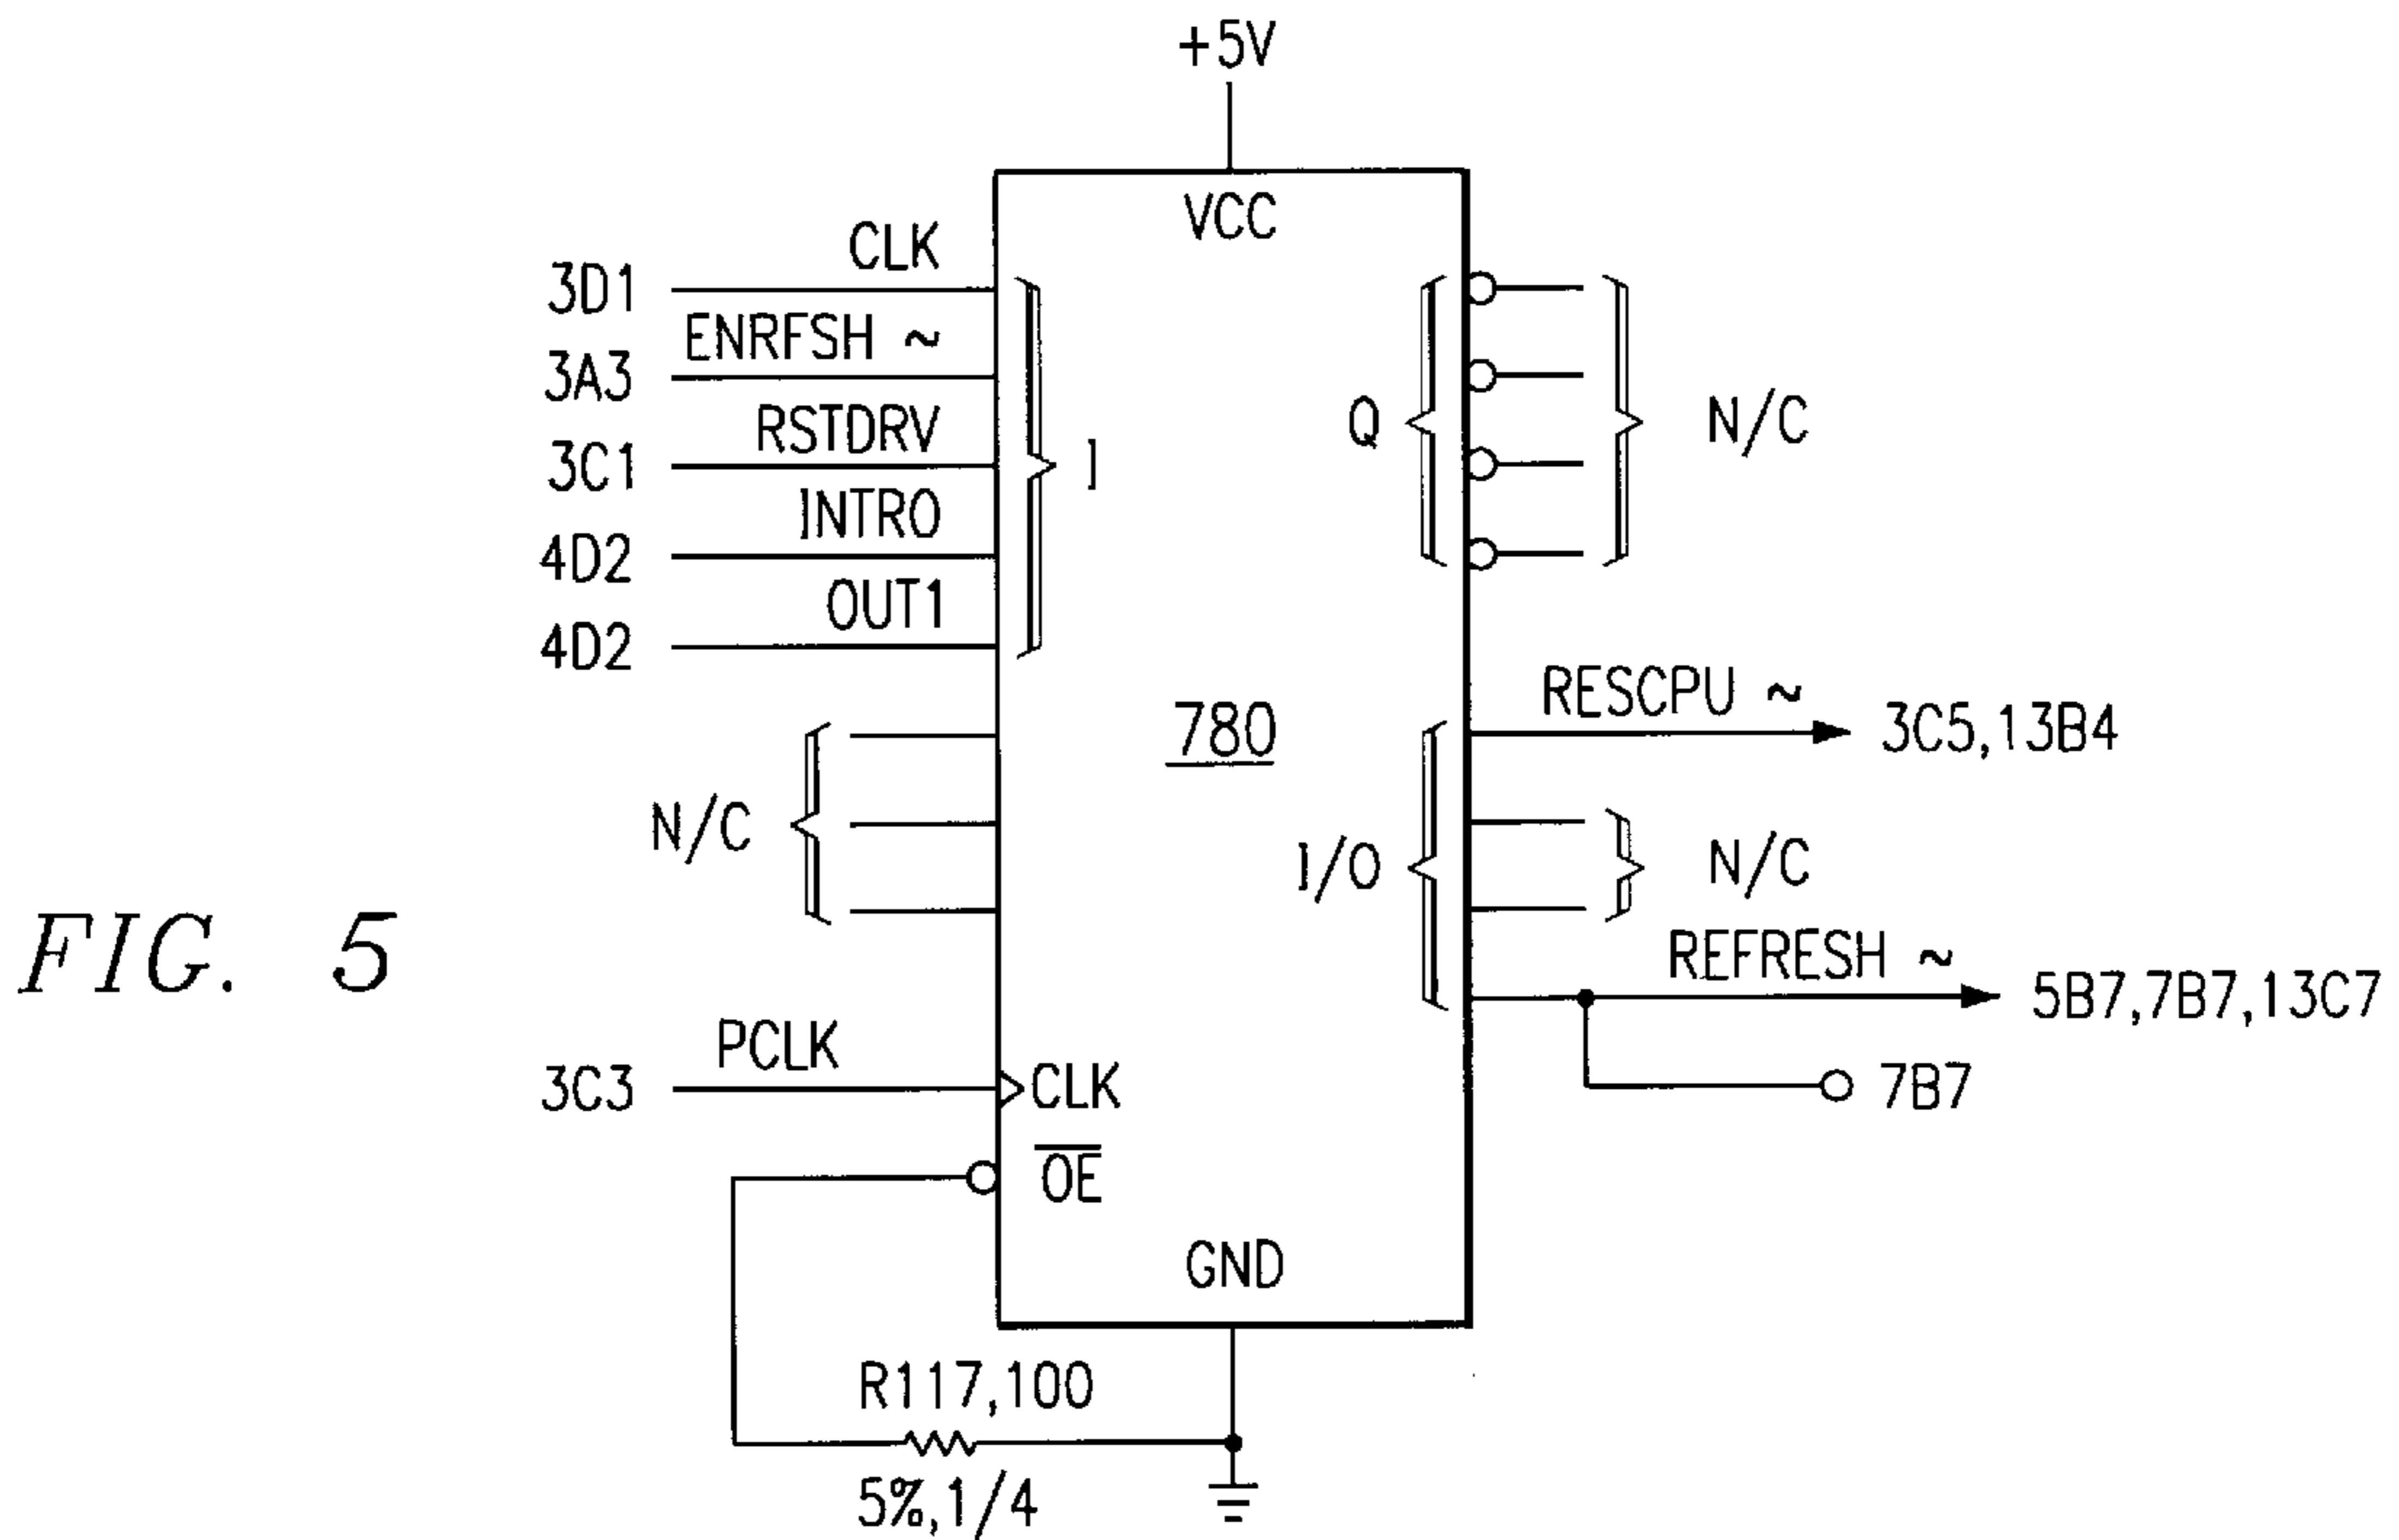 +5V
VCC
CLK
3D1
ENRFSH ~
3A3
RSTDRV
3C1
I
INTRO
4D2
OUT1
4D2
Q
N/C
780
RESCPU ~
3C5,13B4
N/C
I/O
N/C
REFRESH ~
5B7,7B7,13C7
7B7
FIG. 5
PCLK
3C3
CLK
OE
GND
R117,100
5%,1/4